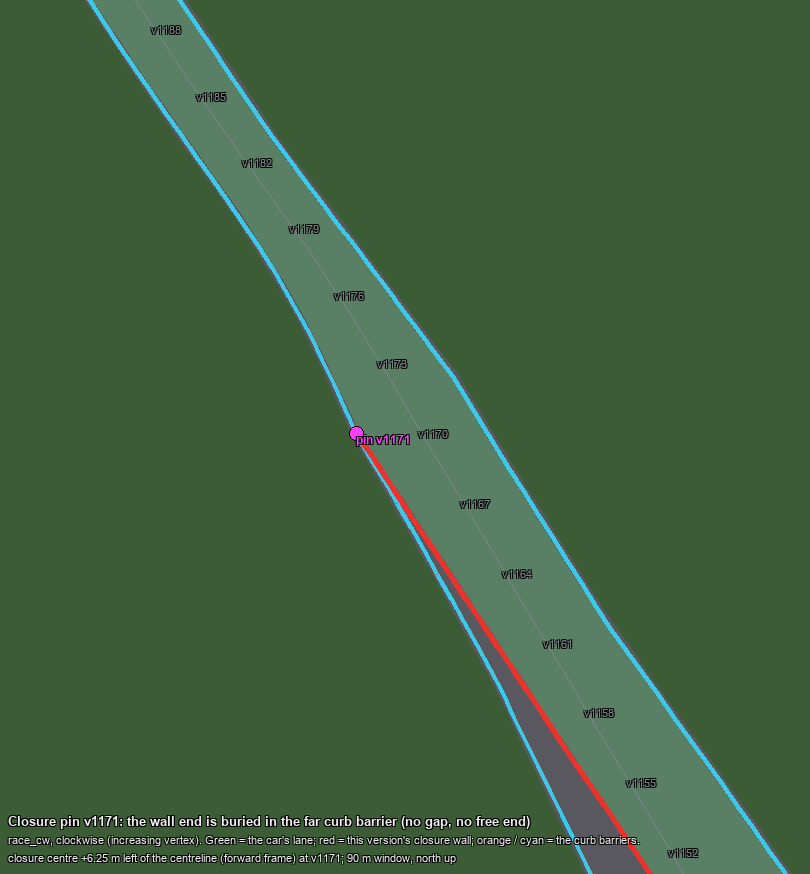 v1188
v1185
v1182
v1179
v1176
v1173
v1170
pin v1171
v1167
v1164
v1161
v1158
v1155
v1152
Closure pin v1171: the wall end is buried in the far curb barrier (no gap, no free end)
race_cw, clockwise (increasing vertex). Green = the car's lane; red = this version's closure wall; orange / cyan = the curb barriers.
closure centre +6.25 m left of the centreline (forward frame) at v1171; 90 m window, north up